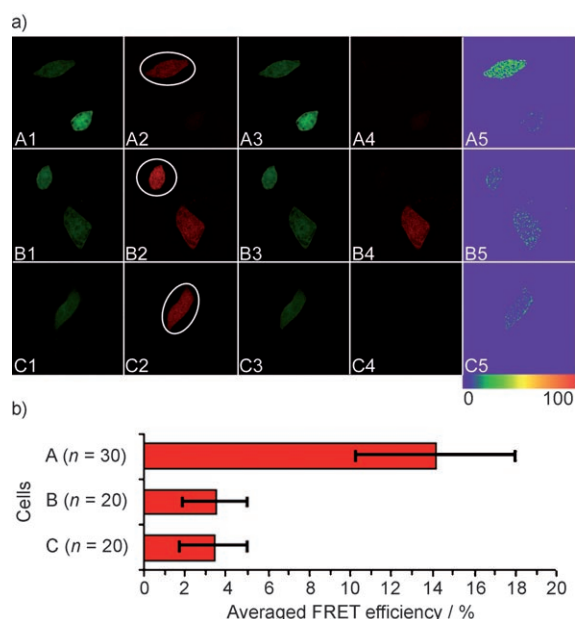 a)
A1 A2 A3 A4 A5
B1 B2 B3 B4 B5
C1 C2 C3 C4 C5
0 100
b)
Cells
A (n = 30)
B (n = 20)
C (n = 20)
0 2 4 6 8 10 12 14 16 18 20
Averaged FRET efficiency / %